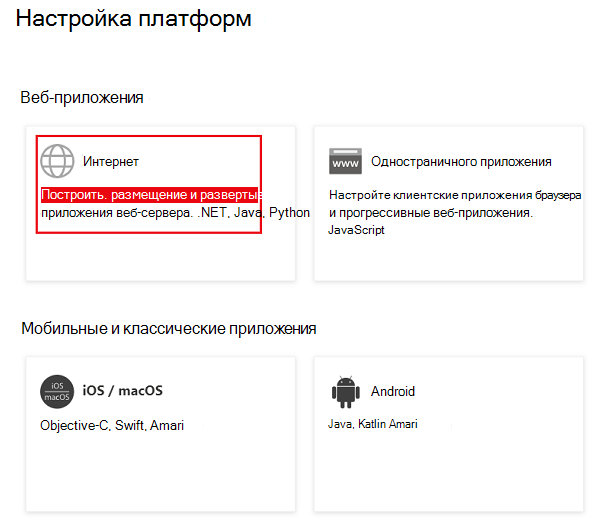 Настройка платформ
Веб-приложения
Интернет
Построить. размещение и развертые
приложения веб-сервера. .NET, Java, Python
www
Одностраничного приложения
Настройте клиентские приложения браузера
и прогрессивные веб-приложения.
JavaScript
Мобильные и классические приложения
iOS
macOS
iOS / macOS
Objective-C, Swift, Amari
Android
Java, Katlin Amari